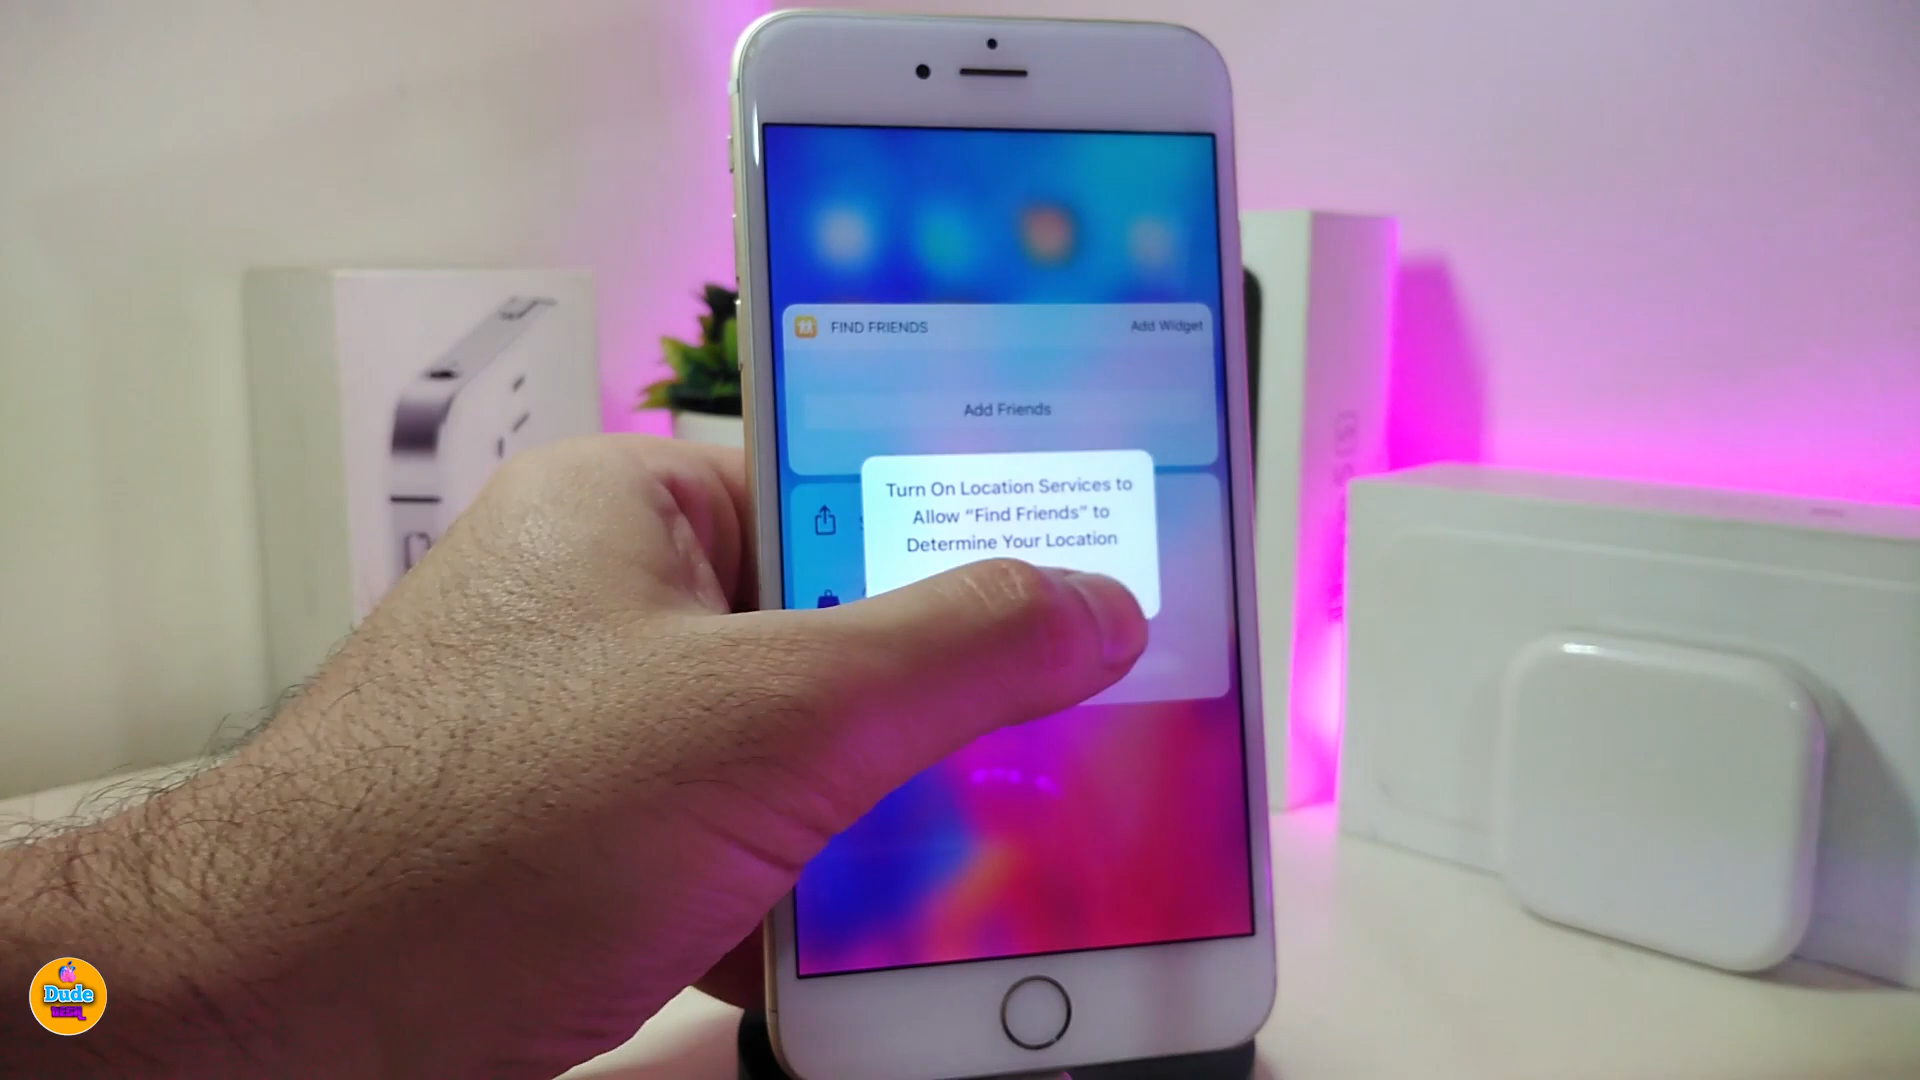 FIND FRIENDS
Add Widget
Add Friends
Turn On Location Services to
Allow “Find Friends” to
Determine Your Location
Dude
TECH